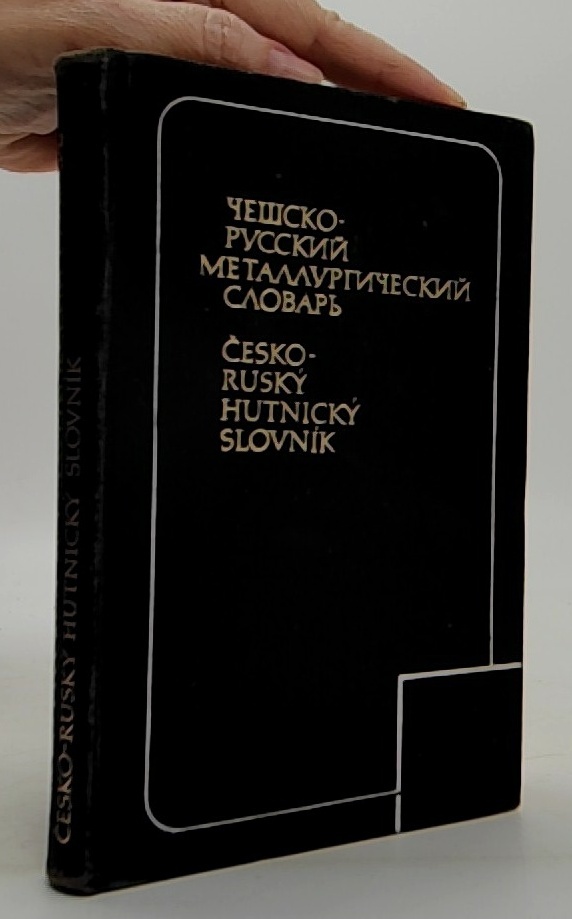 ЧЕШСКО-
РУССКИЙ
МЕТАЛЛУРГИЧЕСКИЙ
СЛОВАРЬ
ČESKO-
RUSKÝ
HUTNICKÝ
SLOVNÍK
ČESKO-RUSKÝ HUTNICKÝ SLOVNÍK